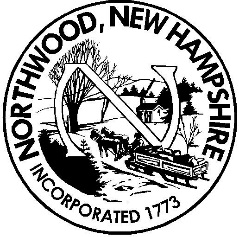 NORTHWOOD, NEW HAMPSHIRE
N
INCORPORATED 1773